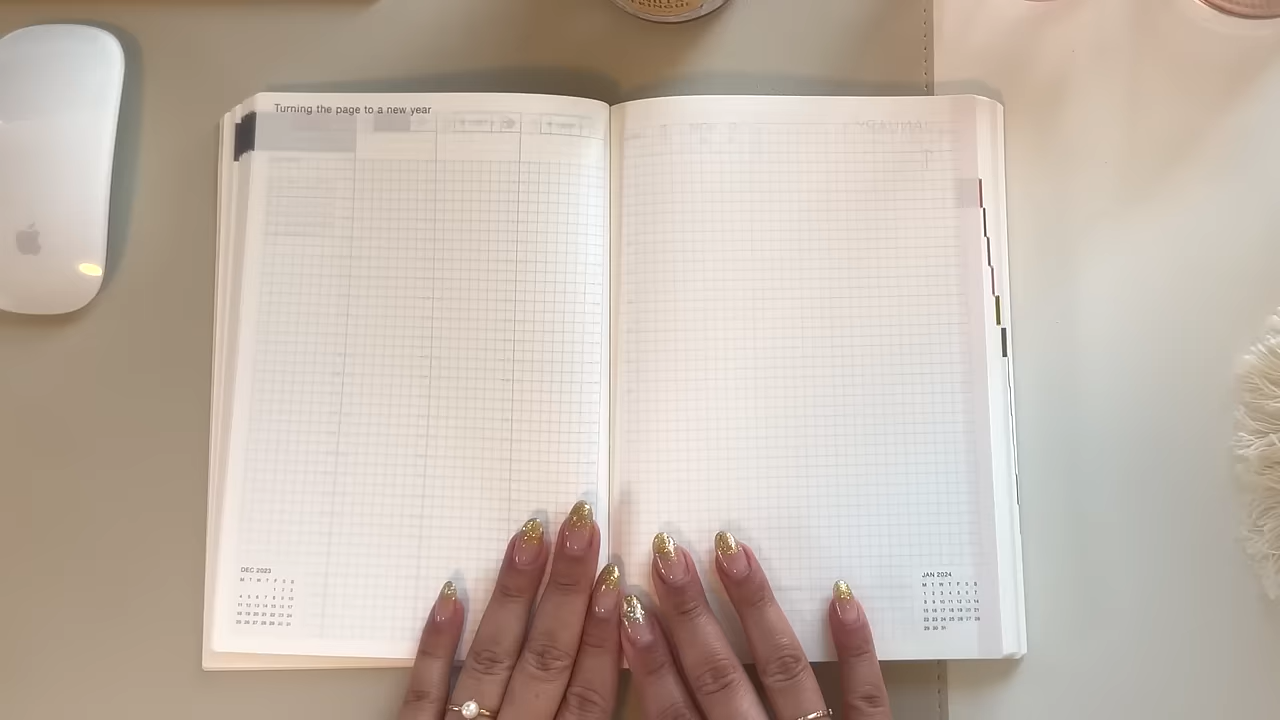 Turning the page to a new year
DEC 2023
M T W T F S S
1 2 3
4 5 6 7 8 9 10
11 12 13 14 15 16 17
18 19 20 21 22 23 24
25 26 27 28 29 30 31
JAN 2024
M T W T F S S
1 2 3 4 5 6 7
8 9 10 11 12 13 14
15 16 17 18 19 20 21
22 23 24 25 26 27 28
29 30 31